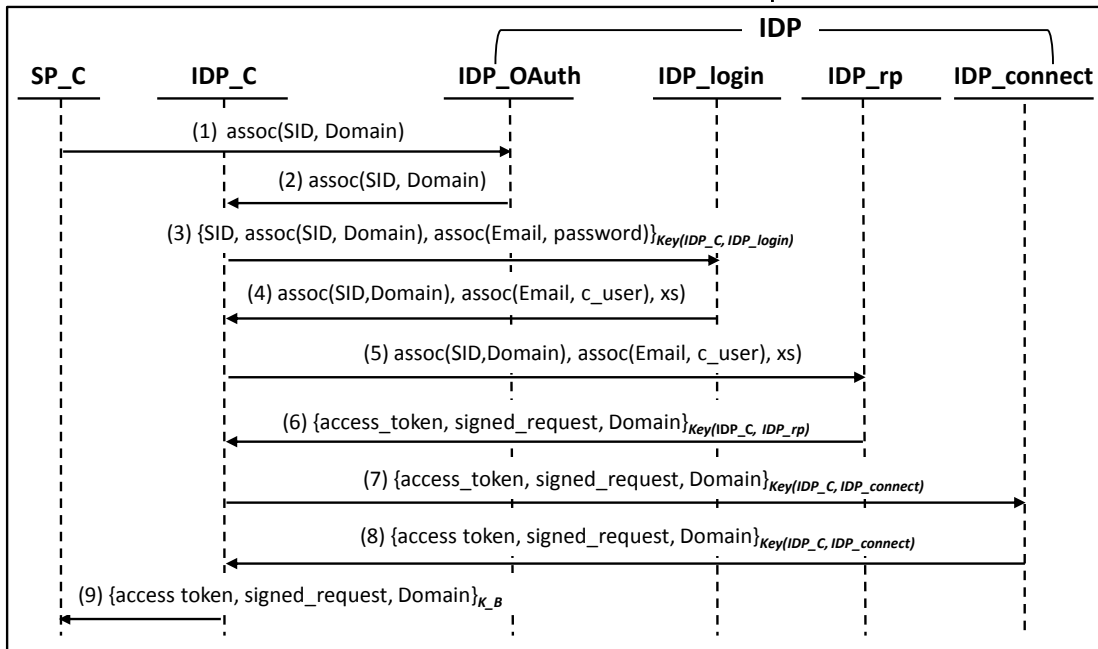 IDP
SP_C IDP_C IDP_OAuth IDP_login IDP_rp IDP_connect
(1) assoc(SID, Domain)
(2) assoc(SID, Domain)
(3) {SID, assoc(SID, Domain), assoc(Email, password)}Key(IDP_C, IDP_login)
(4) assoc(SID,Domain), assoc(Email, c_user), xs)
(5) assoc(SID,Domain), assoc(Email, c_user), xs)
(6) {access_token, signed_request, Domain}Key(IDP_C, IDP_rp)
(7) {access_token, signed_request, Domain}Key(IDP_C, IDP_connect)
(8) {access token, signed_request, Domain}Key(IDP_C, IDP_connect)
(9) {access token, signed_request, Domain}K_B